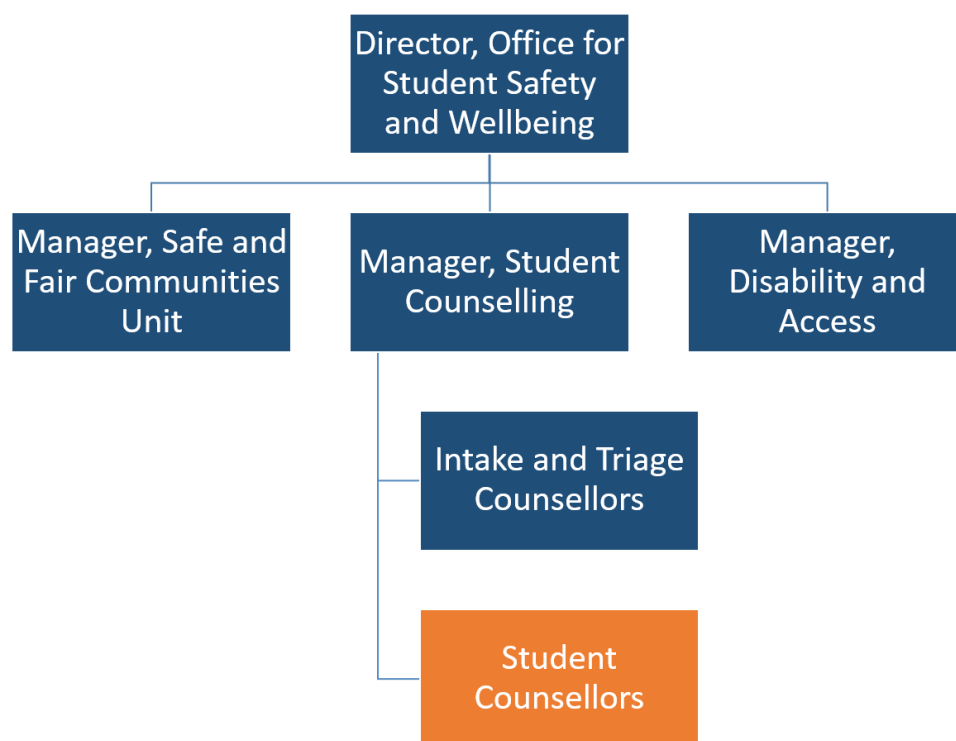 Director, Office for
Student Safety
and Wellbeing
Manager, Safe and
Fair Communities
Unit
Manager, Student
Counselling
Manager,
Disability and
Access
Intake and Triage
Counsellors
Student
Counsellors